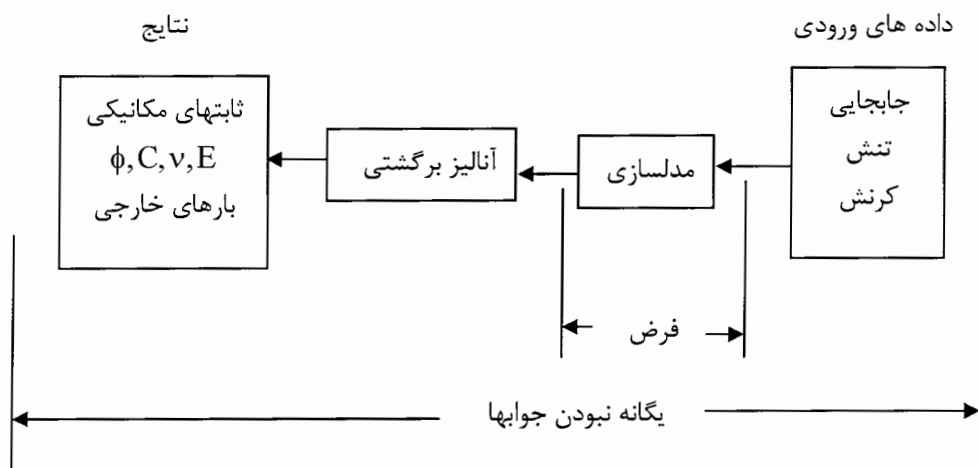 داده های ورودی
نتایج
جابجایی
تنش
کرنش
مدلسازی
آنالیز برگشتی
ثابتهای مکانیکی
ϕ, C, ν, E
بارهای خارجی
فرض
یگانه نبودن جوابها